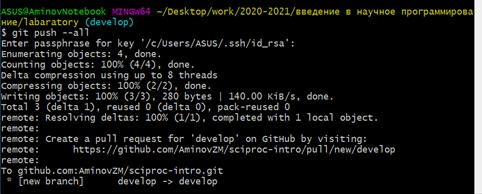 ASUS@AminovNotebook MINGW64 ~/Desktop/work/2020-2021/введение в научное программирова
ние/labaratory (develop)
$ git push --all
Enter passphrase for key '/c/Users/ASUS/.ssh/id_rsa':
Enumerating objects: 4, done.
Counting objects: 100% (4/4), done.
Delta compression using up to 8 threads
Compressing objects: 100% (2/2), done.
Writing objects: 100% (3/3), 280 bytes | 140.00 KiB/s, done.
Total 3 (delta 1), reused 0 (delta 0), pack-reused 0
remote: Resolving deltas: 100% (1/1), completed with 1 local object.
remote:
remote: Create a pull request for 'develop' on GitHub by visiting:
remote:      https://github.com/AminovZM/sciproc-intro/pull/new/develop
remote:
To github.com:AminovZM/sciproc-intro.git
 * [new branch]      develop -> develop